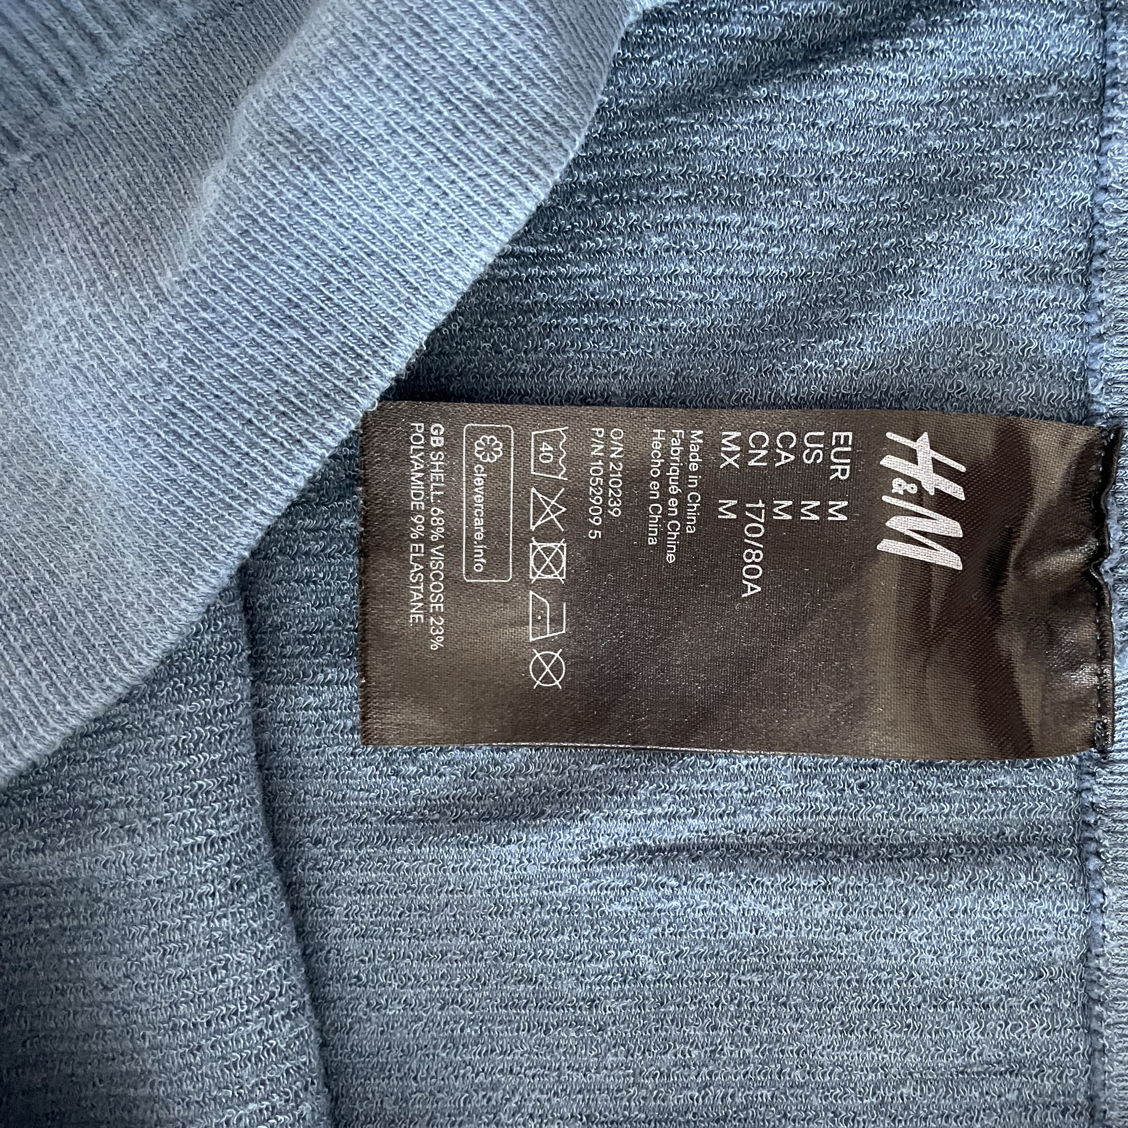 H&M
EUR M
US M
CA M
CN 170/80A
MX M
Made in China
Fabriqué en Chine
Hecho en China
O/N 210239
P/N 1052909 5
40
clevercare.info
GB SHELL: 68% VISCOSE 23%
POLYAMIDE 9% ELASTANE